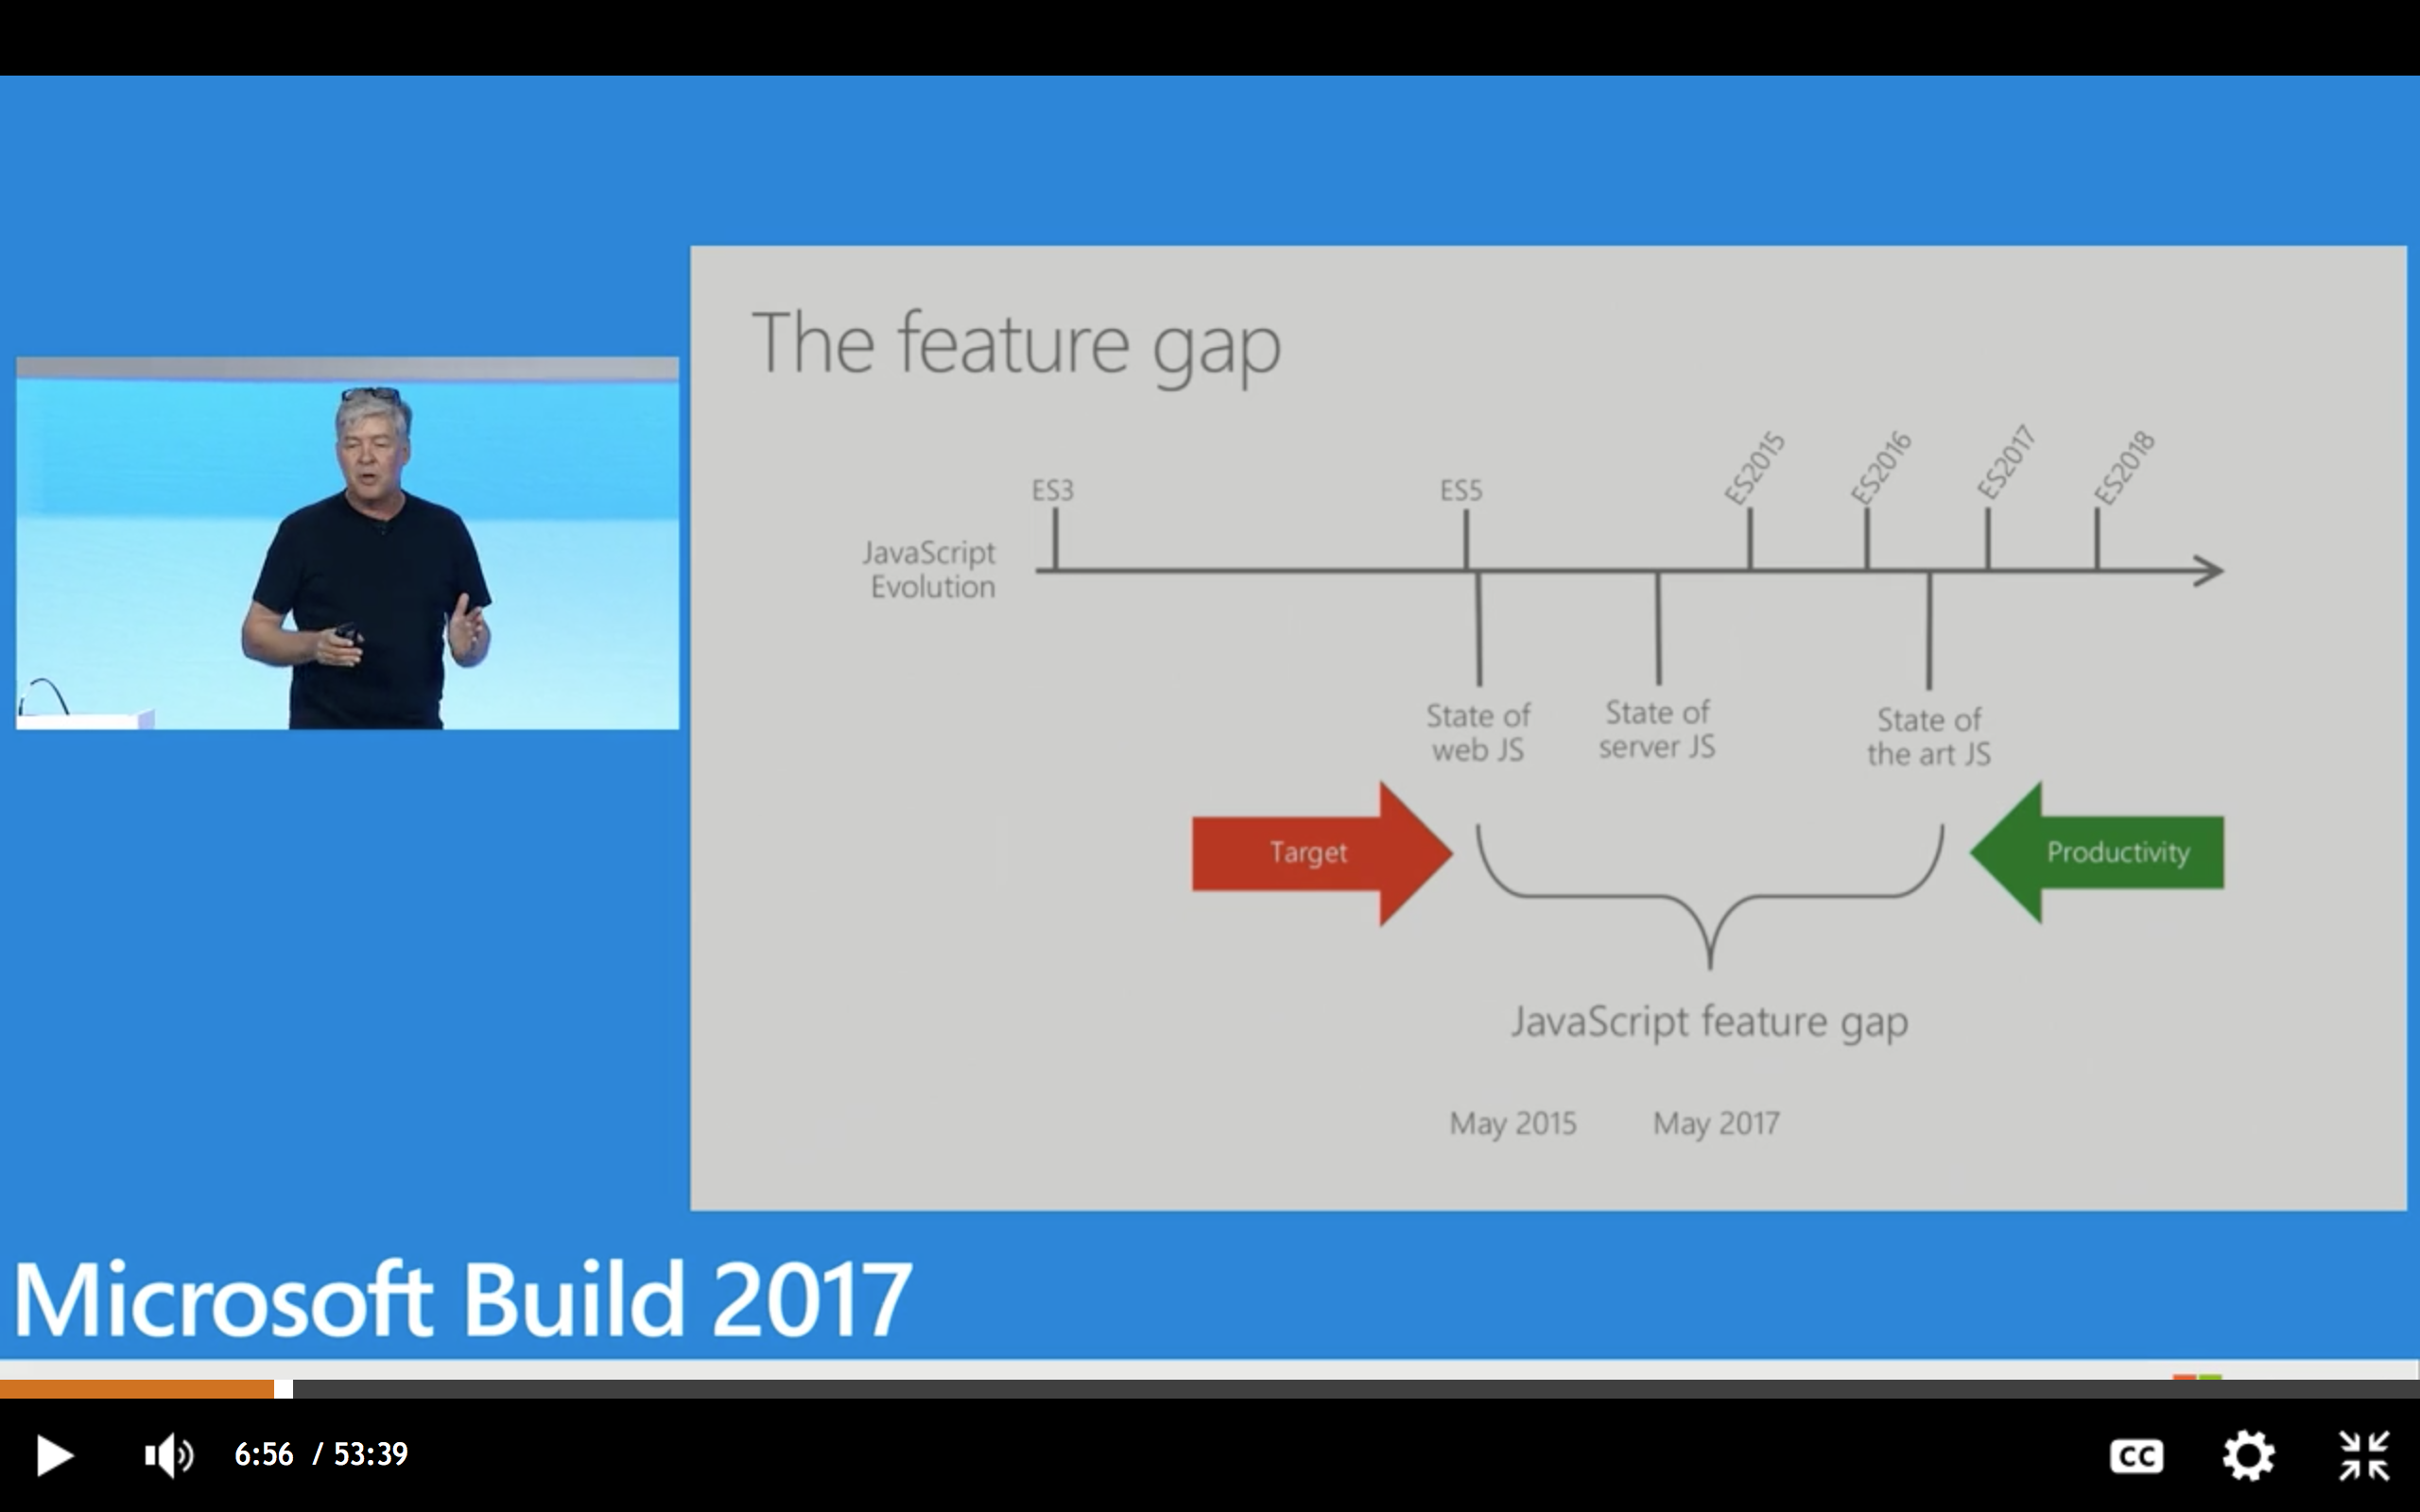 The feature gap
ES3
ES5
ES2015
ES2016
ES2017
ES2018
JavaScript
Evolution
State of
web JS
State of
server JS
State of
the art JS
Target
Productivity
JavaScript feature gap
May 2015
May 2017
Microsoft Build 2017
6:56 / 53:39
CC